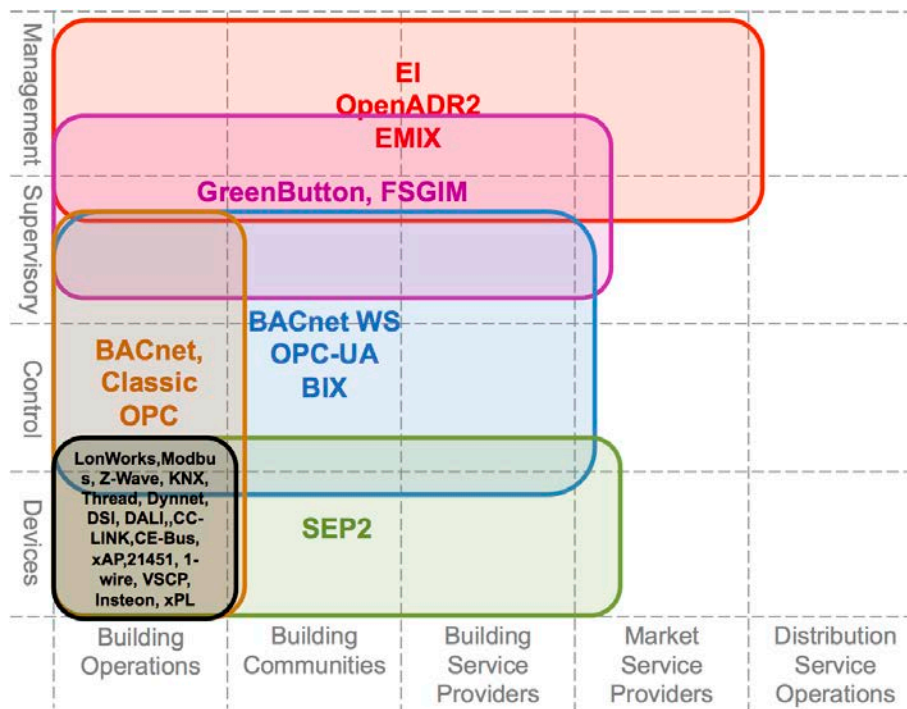 Management
Supervisory
Control
Devices
EI
OpenADR2
EMIX
GreenButton, FSGIM
BACnet WS
OPC-UA
BIX
BACnet,
Classic
OPC
LonWorks,Modbu
s, Z-Wave, KNX,
Thread, Dynnet,
DSI, DALI,,CC-
LINK,CE-Bus,
xAP,21451, 1-
wire, VSCP,
Insteon, xPL
SEP2
Building
Operations
Building
Communities
Building
Service
Providers
Market
Service
Providers
Distribution
Service
Operations